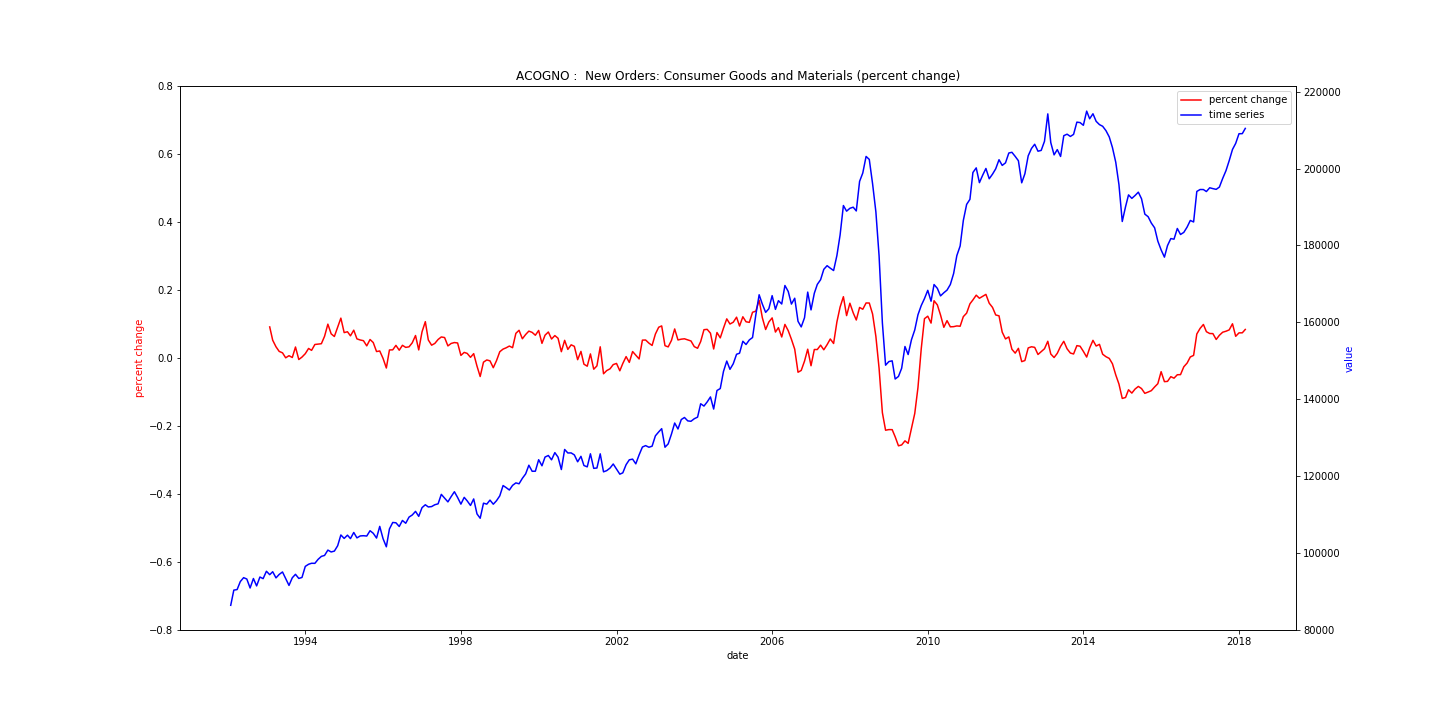 ACOGNO :  New Orders: Consumer Goods and Materials (percent change)
percent change
time series
0.8
0.6
0.4
0.2
0.0
−0.2
−0.4
−0.6
−0.8
percent change
220000
200000
180000
160000
140000
120000
100000
80000
value
1994 1998 2002 2006 2010 2014 2018
date